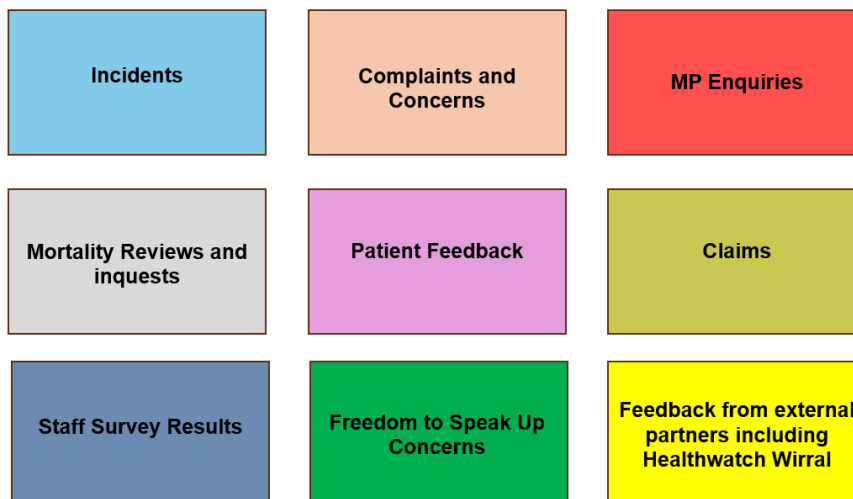 Incidents
Complaints and
Concerns
MP Enquiries
Mortality Reviews and
inquests
Patient Feedback
Claims
Staff Survey Results
Freedom to Speak Up
Concerns
Feedback from external
partners including
Healthwatch Wirral